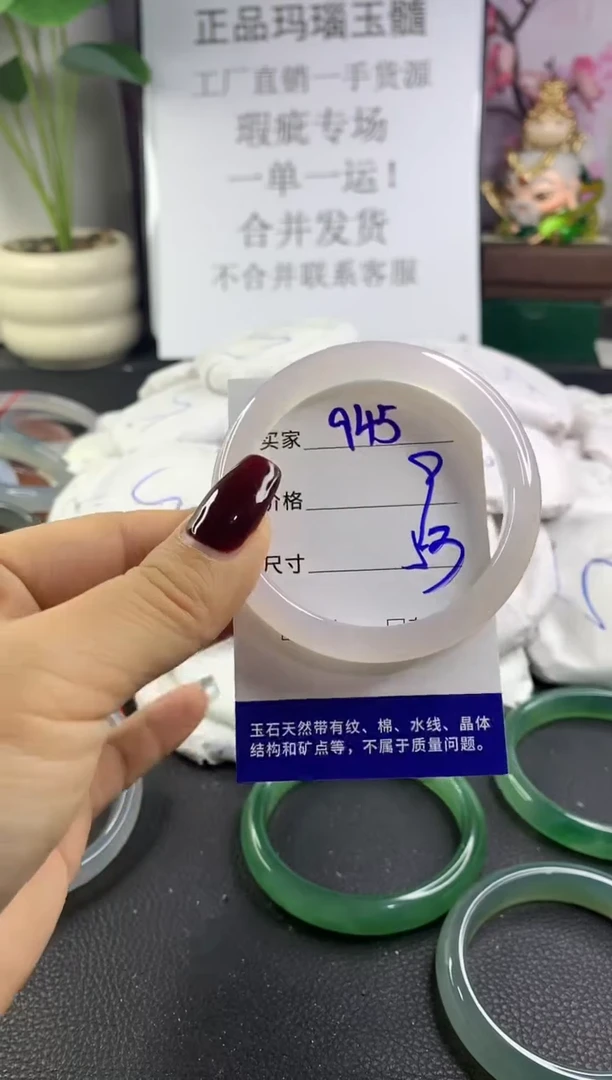 正品玛瑙玉髓
工厂直销一手货源
瑕疵专场
一单一运!
合并发货
不合并联系客服
买家 945
价格
尺寸 53
玉石天然带有纹、棉、水线、晶体
结构和矿点等，不属于质量问题。